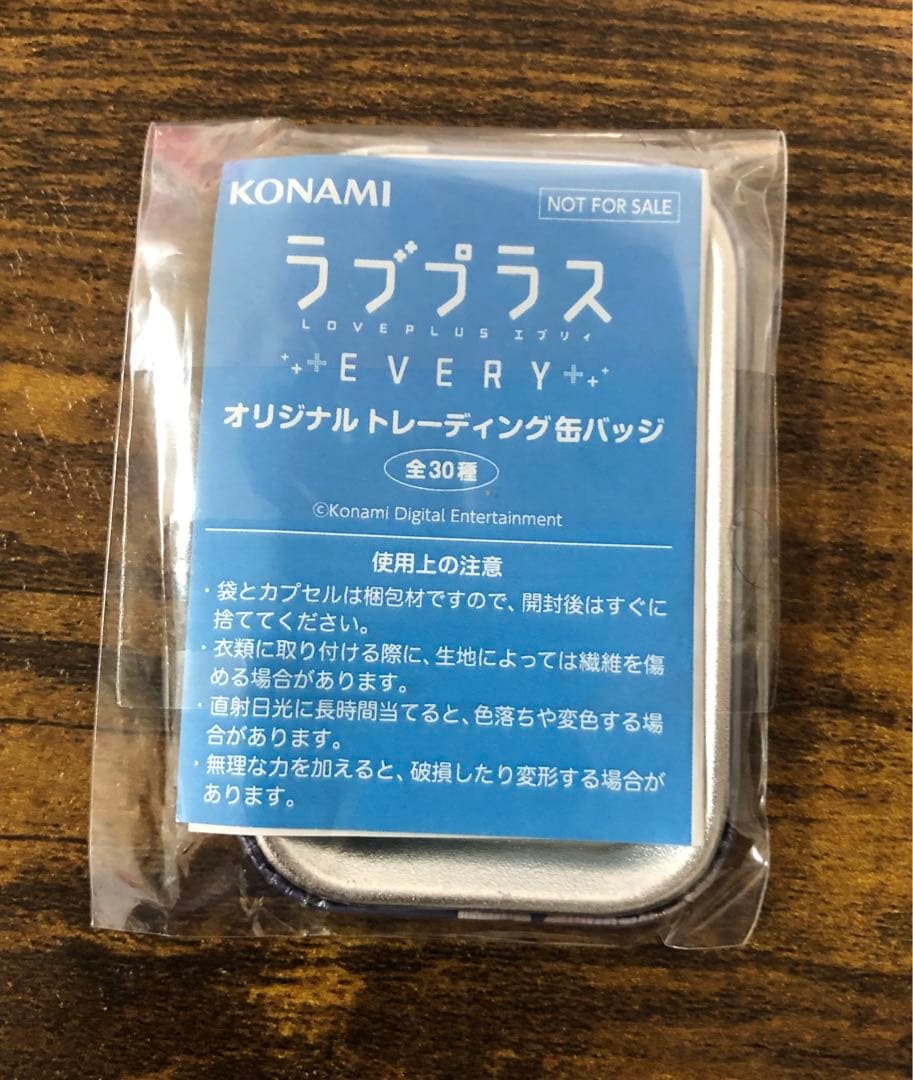 KONAMI
NOT FOR SALE
ラブプラス
LOVEPLUS エブリィ
EVERY
オリジナルトレーディング缶バッジ
全30種
©Konami Digital Entertainment
使用上の注意
・袋とカプセルは梱包材ですので、開封後はすぐに
捨ててください。
・衣類に取り付ける際に、生地によっては繊維を傷
める場合があります。
・直射日光に長時間当てると、色落ちや変色する場
合があります。
・無理な力を加えると、破損したり変形する場合が
あります。